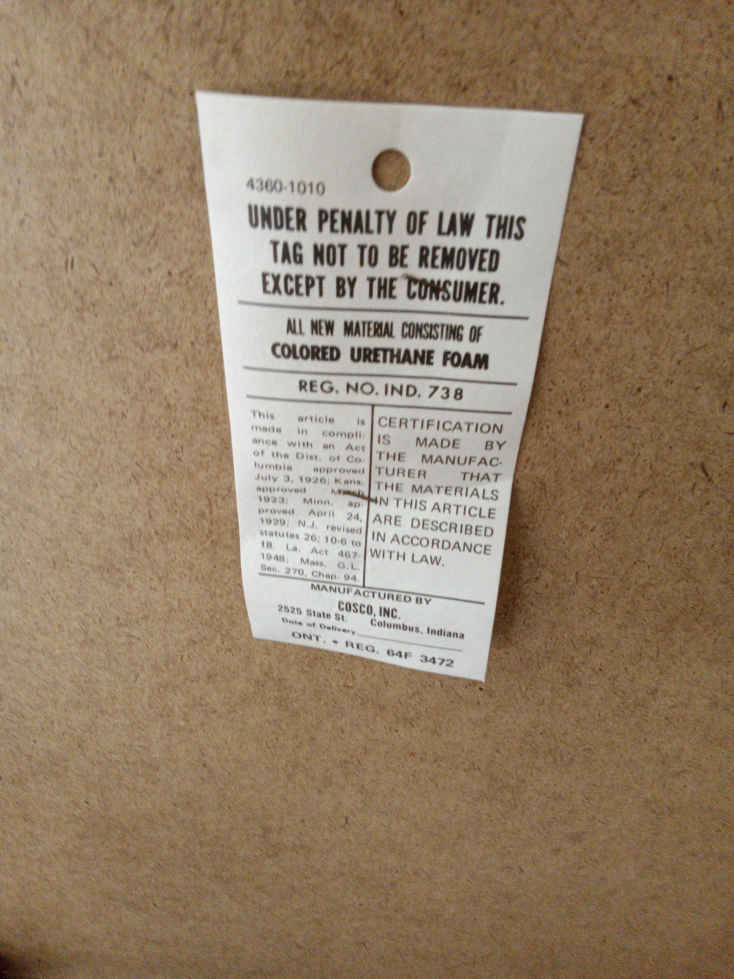 4360-1010
UNDER PENALTY OF LAW THIS
TAG NOT TO BE REMOVED
EXCEPT BY THE CONSUMER.
ALL NEW MATERIAL CONSISTING OF
COLORED URETHANE FOAM
REG. NO. IND. 738
This article is
made in compli-
ance with an Act
of the Dist. of Co-
lumbia approved
July 3, 1926; Kans.
approved March
1923; Minn. ap-
proved April 24,
1929; N.J. revised
statutes 26; 10-6 to
18. La. Act 467-
1948; Mass. G.L.
Sec. 270, Chap. 94.
CERTIFICATION
IS MADE BY
THE MANUFAC-
TURER THAT
THE MATERIALS
IN THIS ARTICLE
ARE DESCRIBED
IN ACCORDANCE
WITH LAW.
MANUFACTURED BY
COSCO, INC.
2525 State St. Columbus, Indiana
Date of Delivery
ONT. • REG. 64F 3472